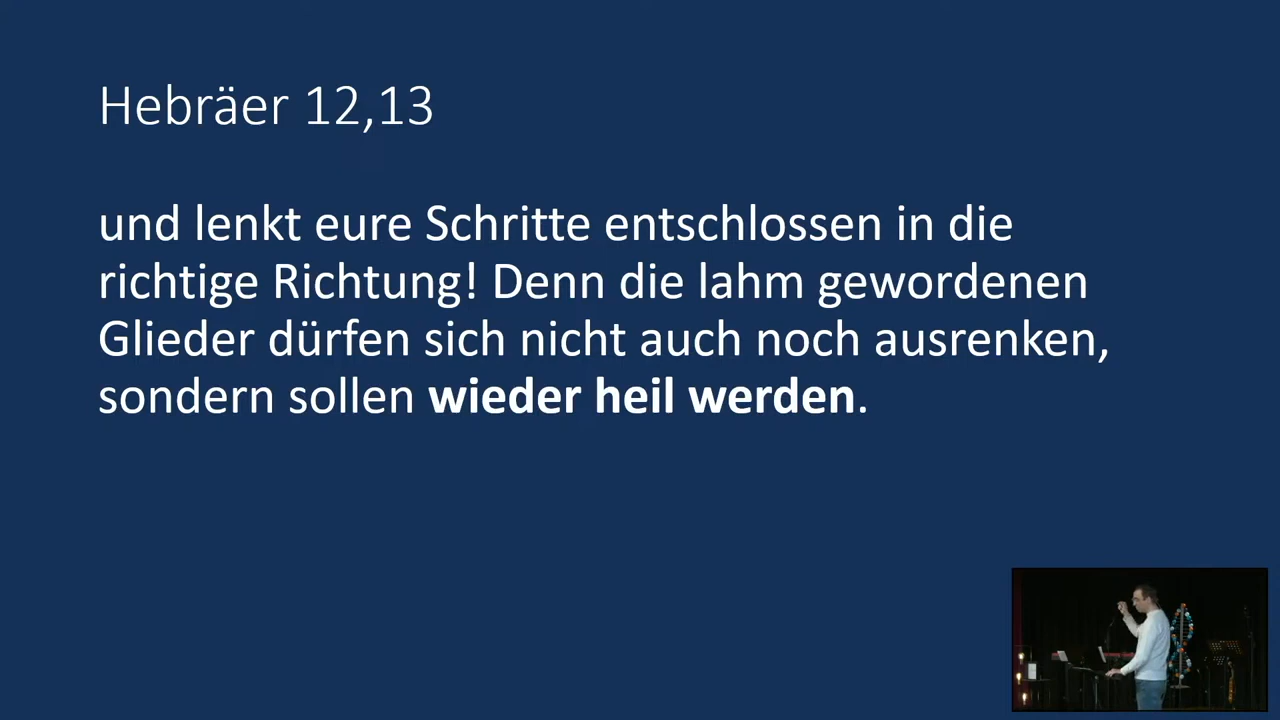 Hebräer 12,13
und lenkt eure Schritte entschlossen in die
richtige Richtung! Denn die lahm gewordenen
Glieder dürfen sich nicht auch noch ausrenken,
sondern sollen wieder heil werden.